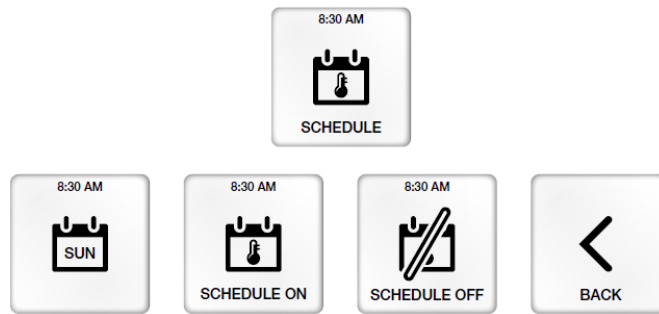 8:30 AM
SCHEDULE
8:30 AM
SUN
8:30 AM
SCHEDULE ON
8:30 AM
SCHEDULE OFF
BACK